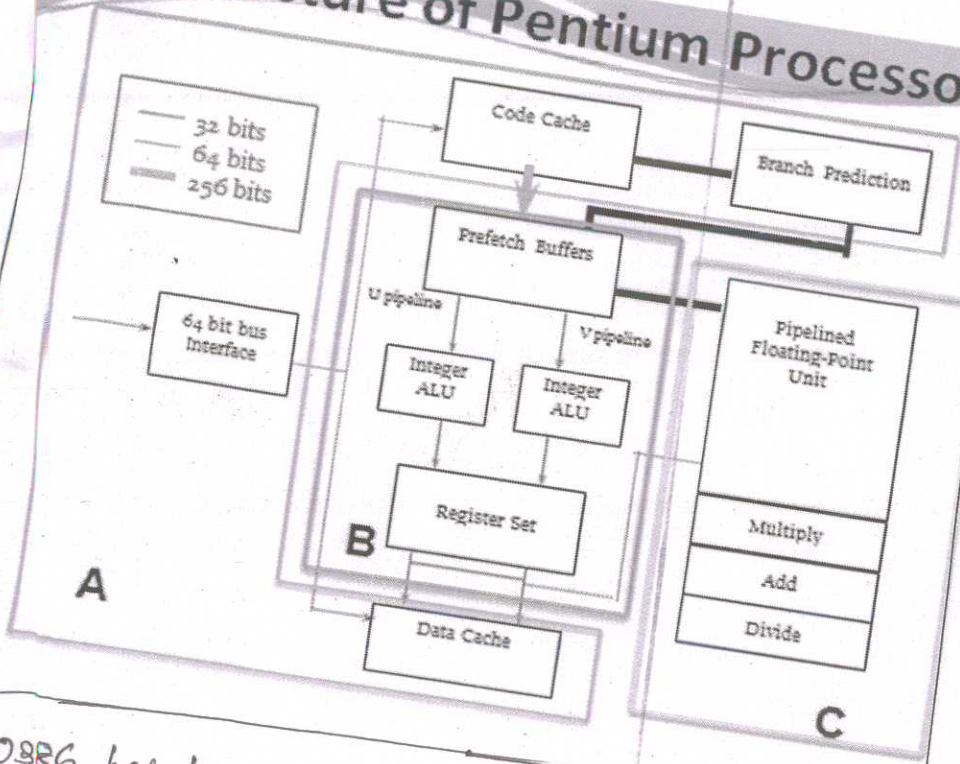 of Pentium Processo
32 bits
64 bits
256 bits
Code Cache
Branch Prediction
Prefetch Buffers
U pipeline
V pipeline
64 bit bus
Interface
Integer
ALU
Integer
ALU
Pipelined
Floating-Point
Unit
Register Set
B
Multiply
Add
Divide
A
Data Cache
C